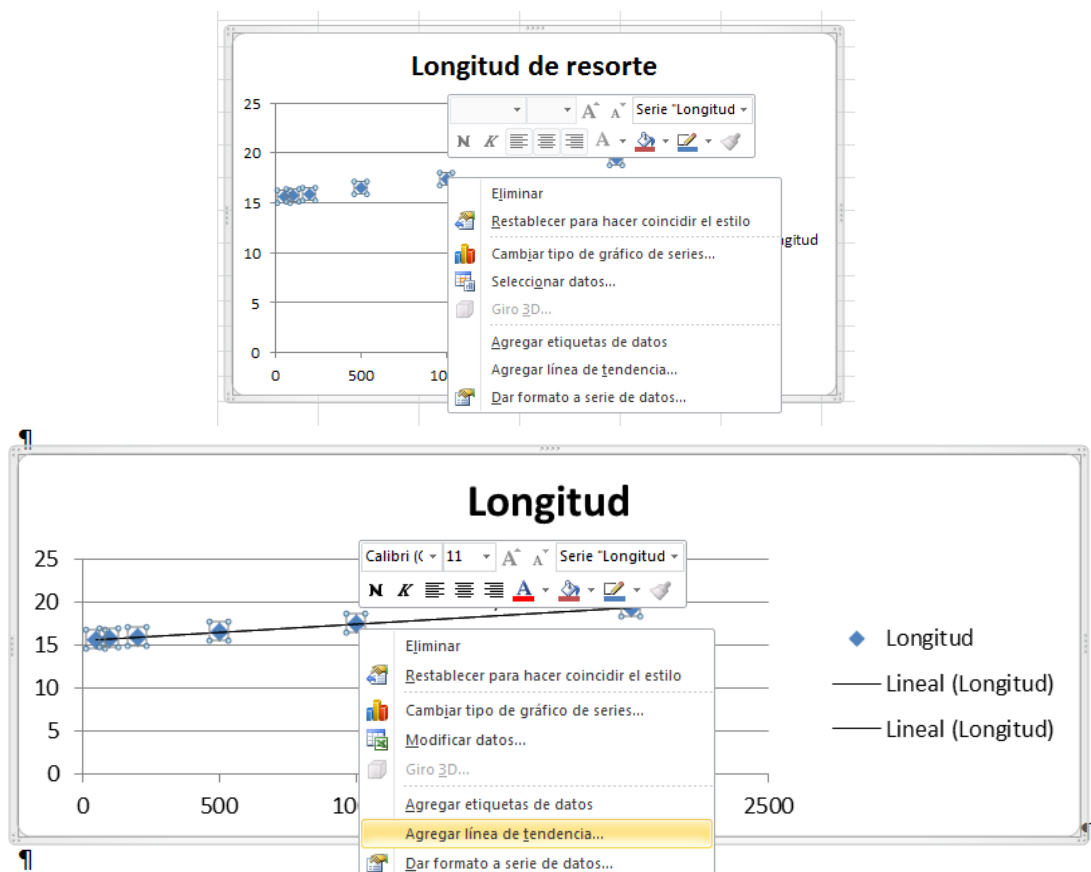 Longitud de resorte
Serie "Longitud
N K A
25
20
15
10
5
0
0 500 10
Eliminar
Restablecer para hacer coincidir el estilo
Cambiar tipo de gráfico de series...
Seleccionar datos...
Giro 3D...
Agregar etiquetas de datos
Agregar línea de tendencia...
Dar formato a serie de datos...
gitud
¶
Longitud
Calibri (C 11 A A Serie "Longitud
N K A
25
20
15
10
5
0
0 500 10 2500
Eliminar
Restablecer para hacer coincidir el estilo
Cambiar tipo de gráfico de series...
Modificar datos...
Giro 3D...
Agregar etiquetas de datos
Agregar línea de tendencia...
Dar formato a serie de datos...
Longitud
Lineal (Longitud)
Lineal (Longitud)
¶